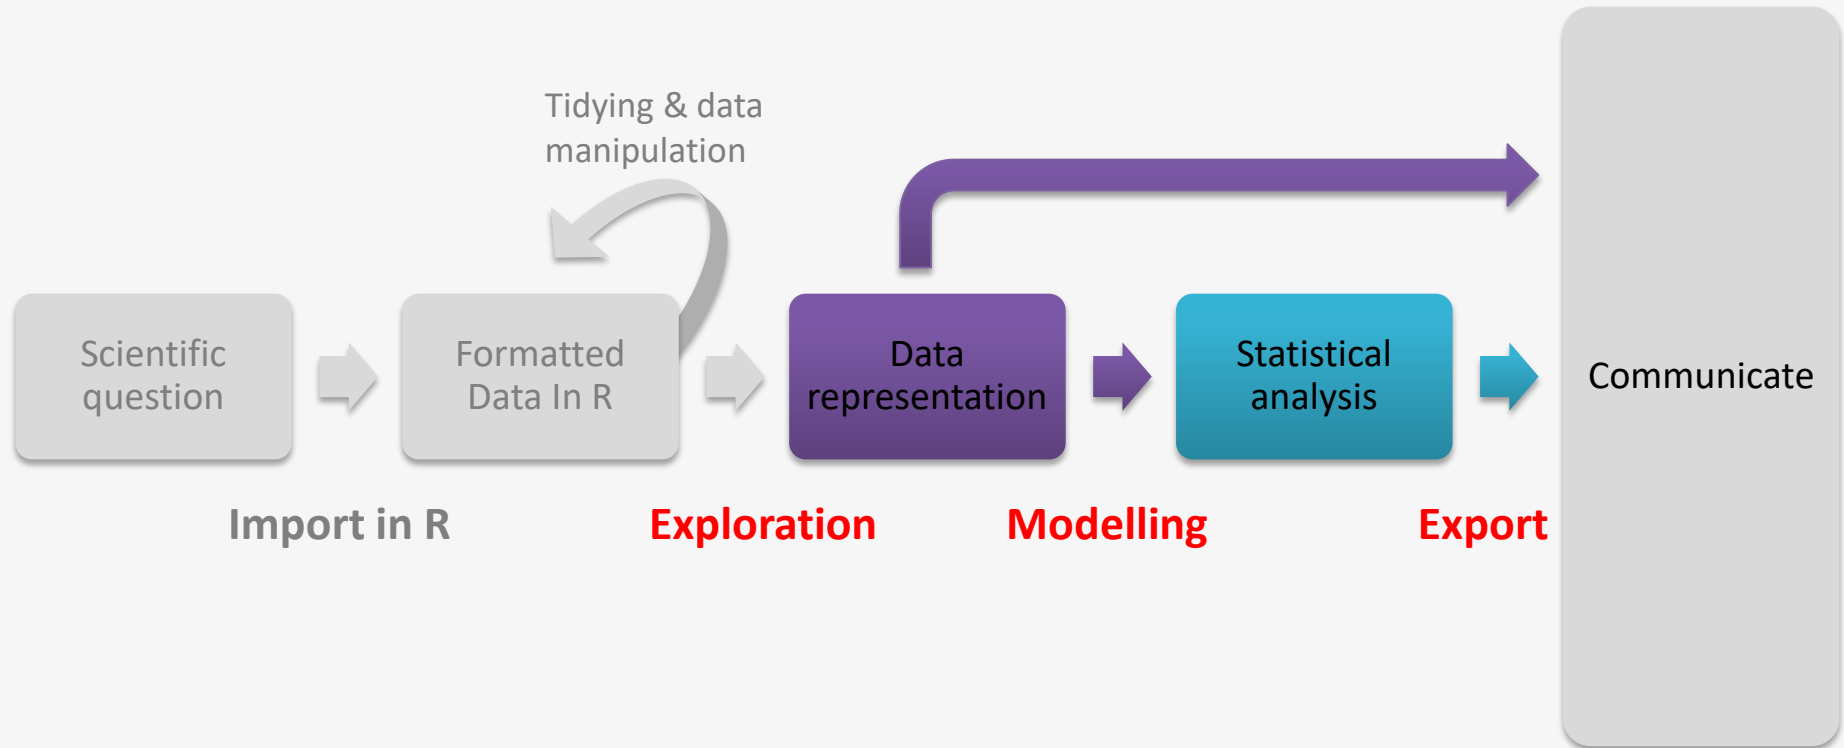 Tidying & data
manipulation
Scientific
question
Formatted
Data In R
Data
representation
Statistical
analysis
Communicate
Import in R
Exploration
Modelling
Export